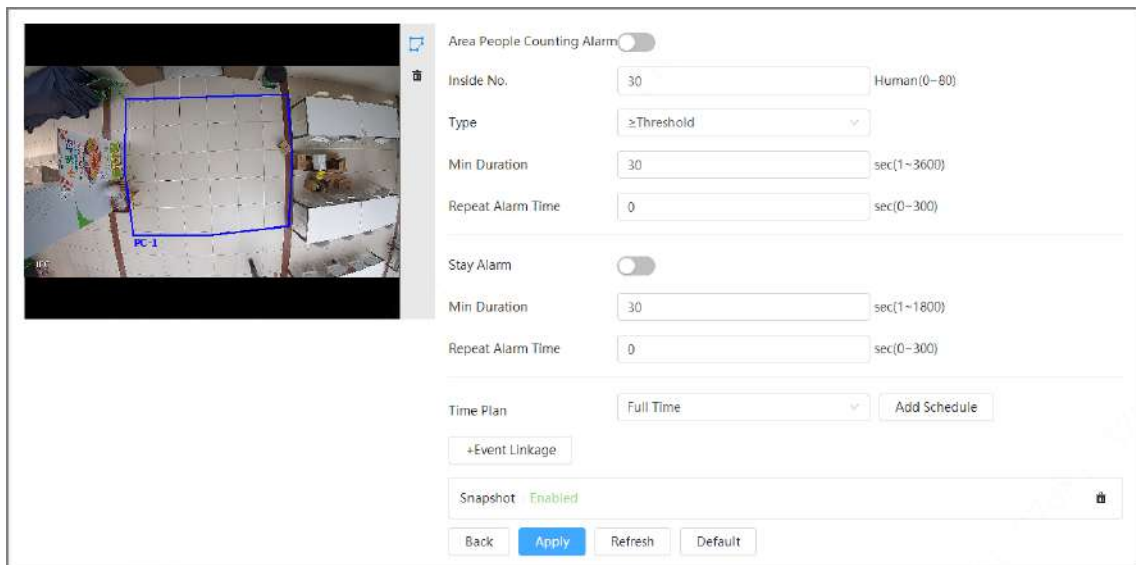 Area People Counting Alarm
Inside No. 30 Human(0~80)
Type ≥Threshold
Min Duration 30 sec(1~3600)
Repeat Alarm Time 0 sec(0~300)
PC-1
IPC
Stay Alarm
Min Duration 30 sec(1~1800)
Repeat Alarm Time 0 sec(0~300)
Time Plan Full Time Add Schedule
+Event Linkage
Snapshot Enabled
Back Apply Refresh Default